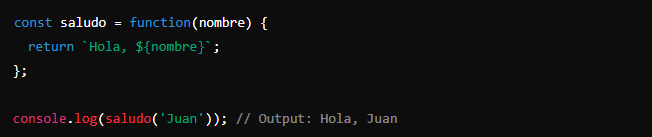 const saludo = function(nombre) {
  return `Hola, ${nombre}`;
};

console.log(saludo('Juan')); // Output: Hola, Juan